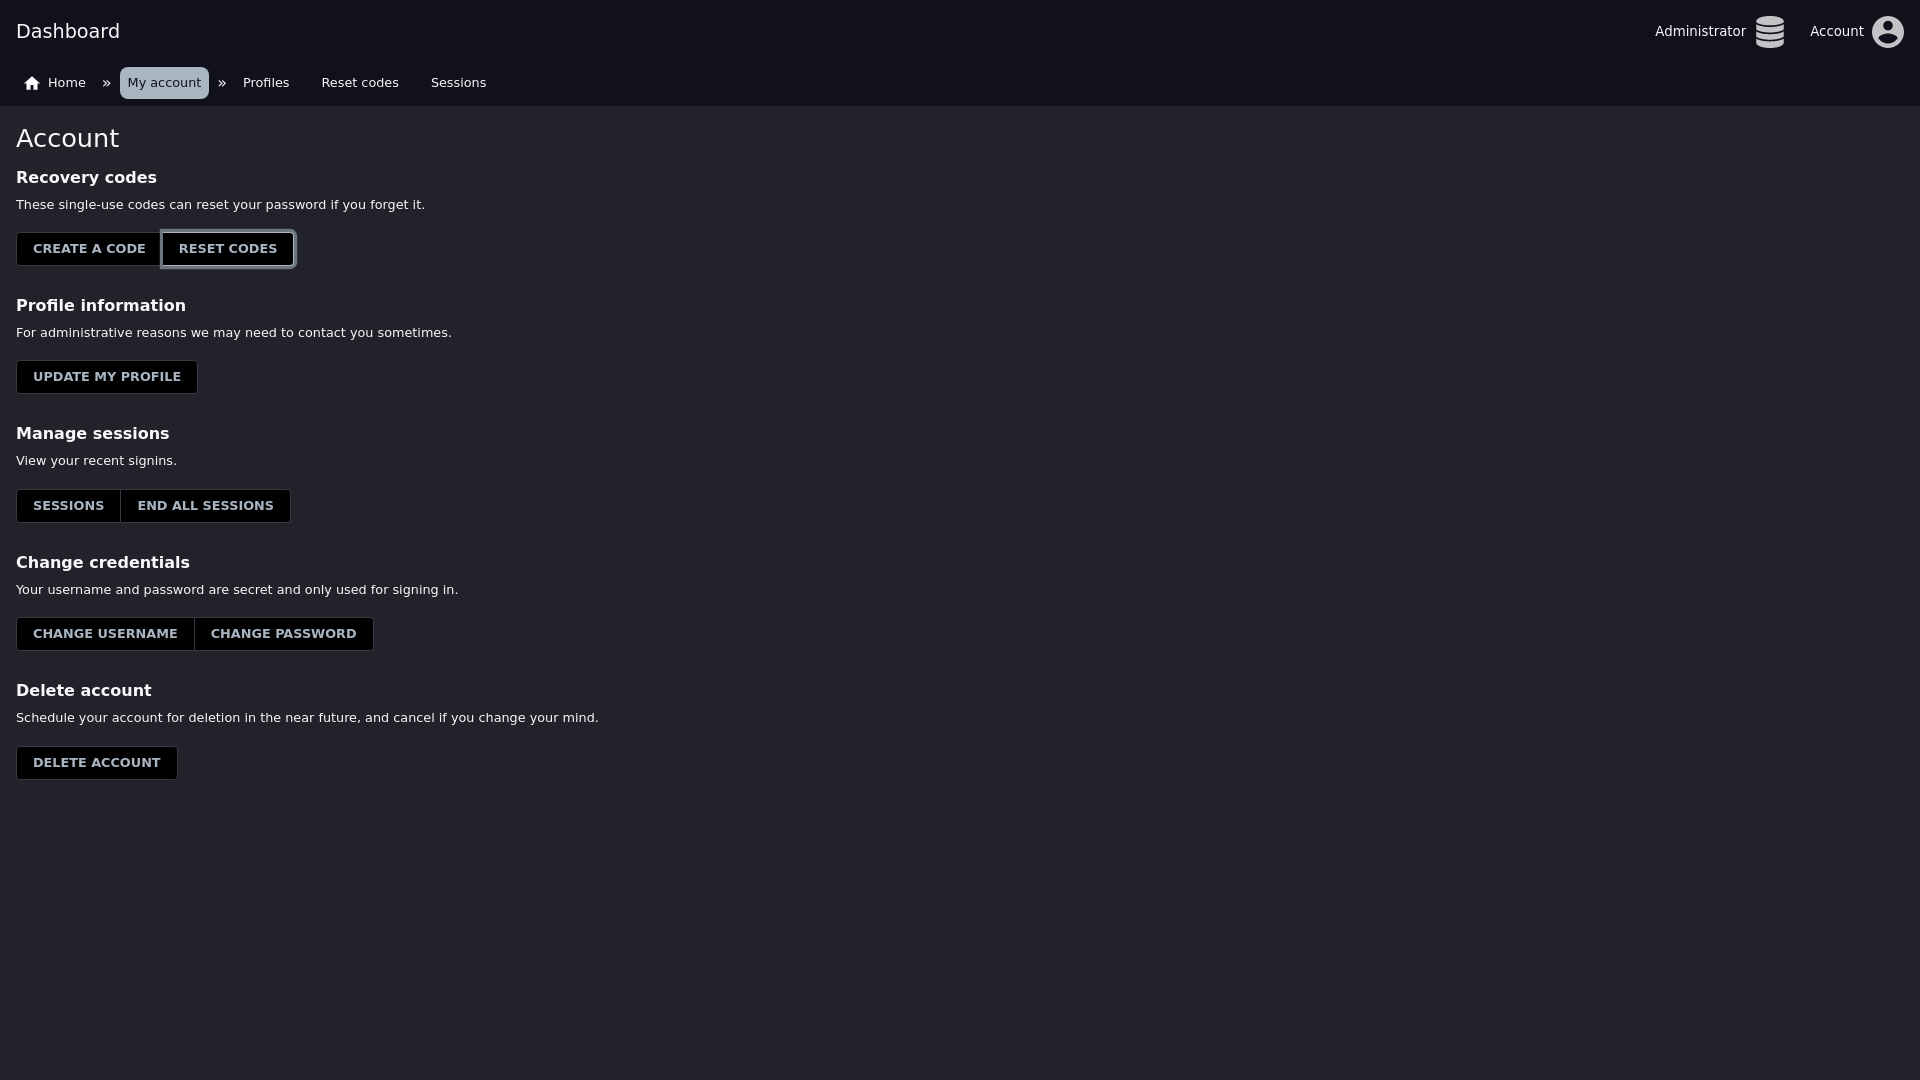 Dashboard
Administrator
Account
Home » My account » Profiles Reset codes Sessions
Account
Recovery codes
These single-use codes can reset your password if you forget it.
CREATE A CODE RESET CODES
Profile information
For administrative reasons we may need to contact you sometimes.
UPDATE MY PROFILE
Manage sessions
View your recent signins.
SESSIONS END ALL SESSIONS
Change credentials
Your username and password are secret and only used for signing in.
CHANGE USERNAME CHANGE PASSWORD
Delete account
Schedule your account for deletion in the near future, and cancel if you change your mind.
DELETE ACCOUNT